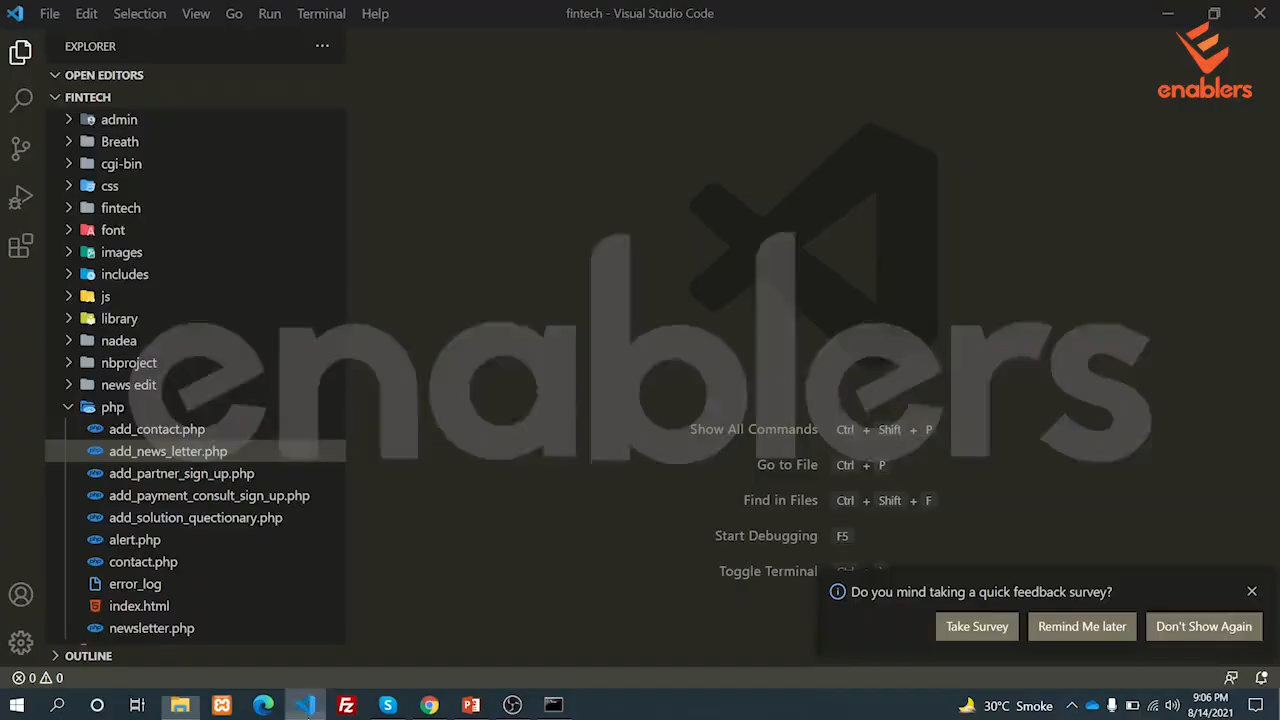 File Edit Selection View Go Run Terminal Help
fintech - Visual Studio Code
enablers
EXPLORER
OPEN EDITORS
FINTECH
admin
Breath
cgi-bin
css
fintech
font
images
includes
js
library
nadea
nbproject
news edit
php
add_contact.php
add_news_letter.php
add_partner_sign_up.php
add_payment_consult_sign_up.php
add_solution_quectionary.php
alert.php
contact.php
error_log
index.html
newsletter.php
OUTLINE
enablers
Show All Commands Ctrl + Shift + P
Go to File Ctrl + P
Find in Files Ctrl + Shift + F
Start Debugging F5
Toggle Terminal
Do you mind taking a quick feedback survey?
Take Survey Remind Me later Don't Show Again
0 0
30°C Smoke
9:06 PM
8/14/2021